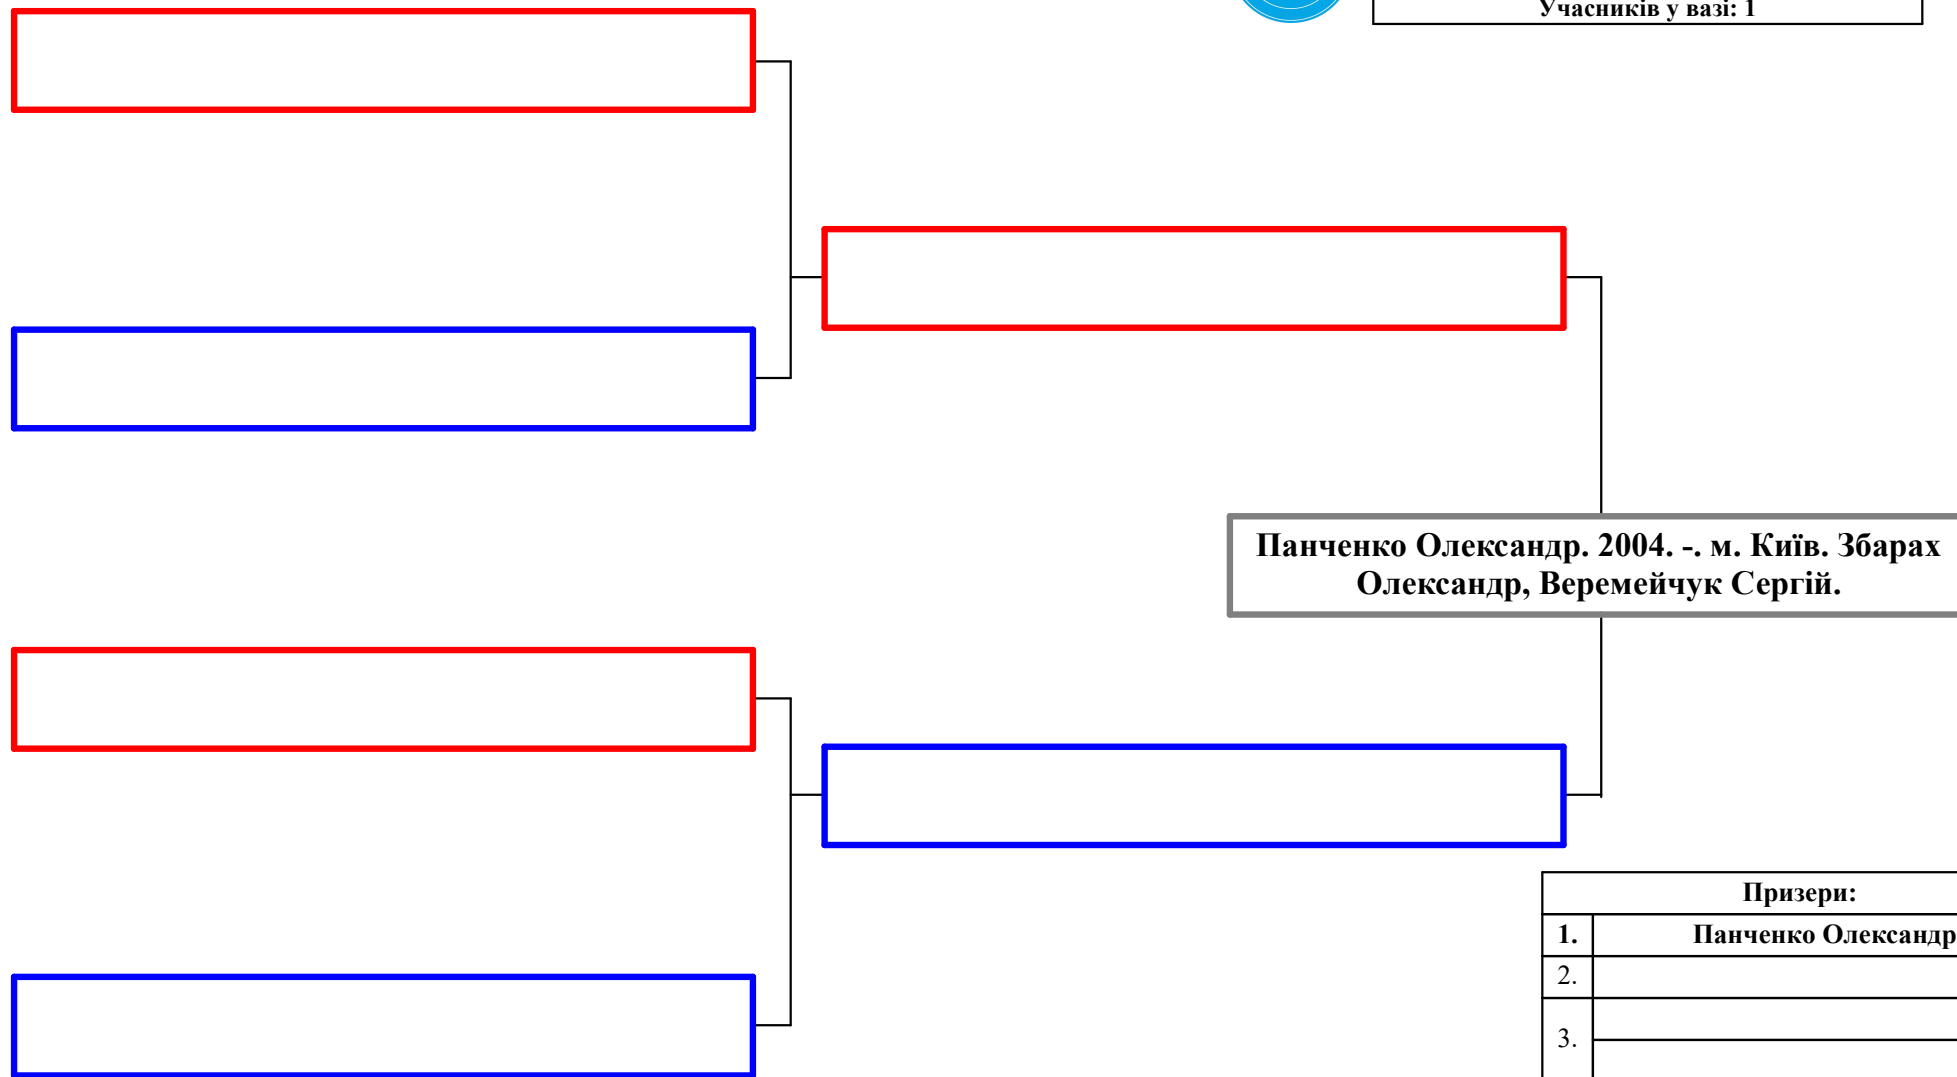 Учасників у вазі: 1
Панченко Олександр. 2004. -. м. Київ. Збарах
Олександр, Веремейчук Сергій.
Призери:
1. Панченко Олександр
2.
3.